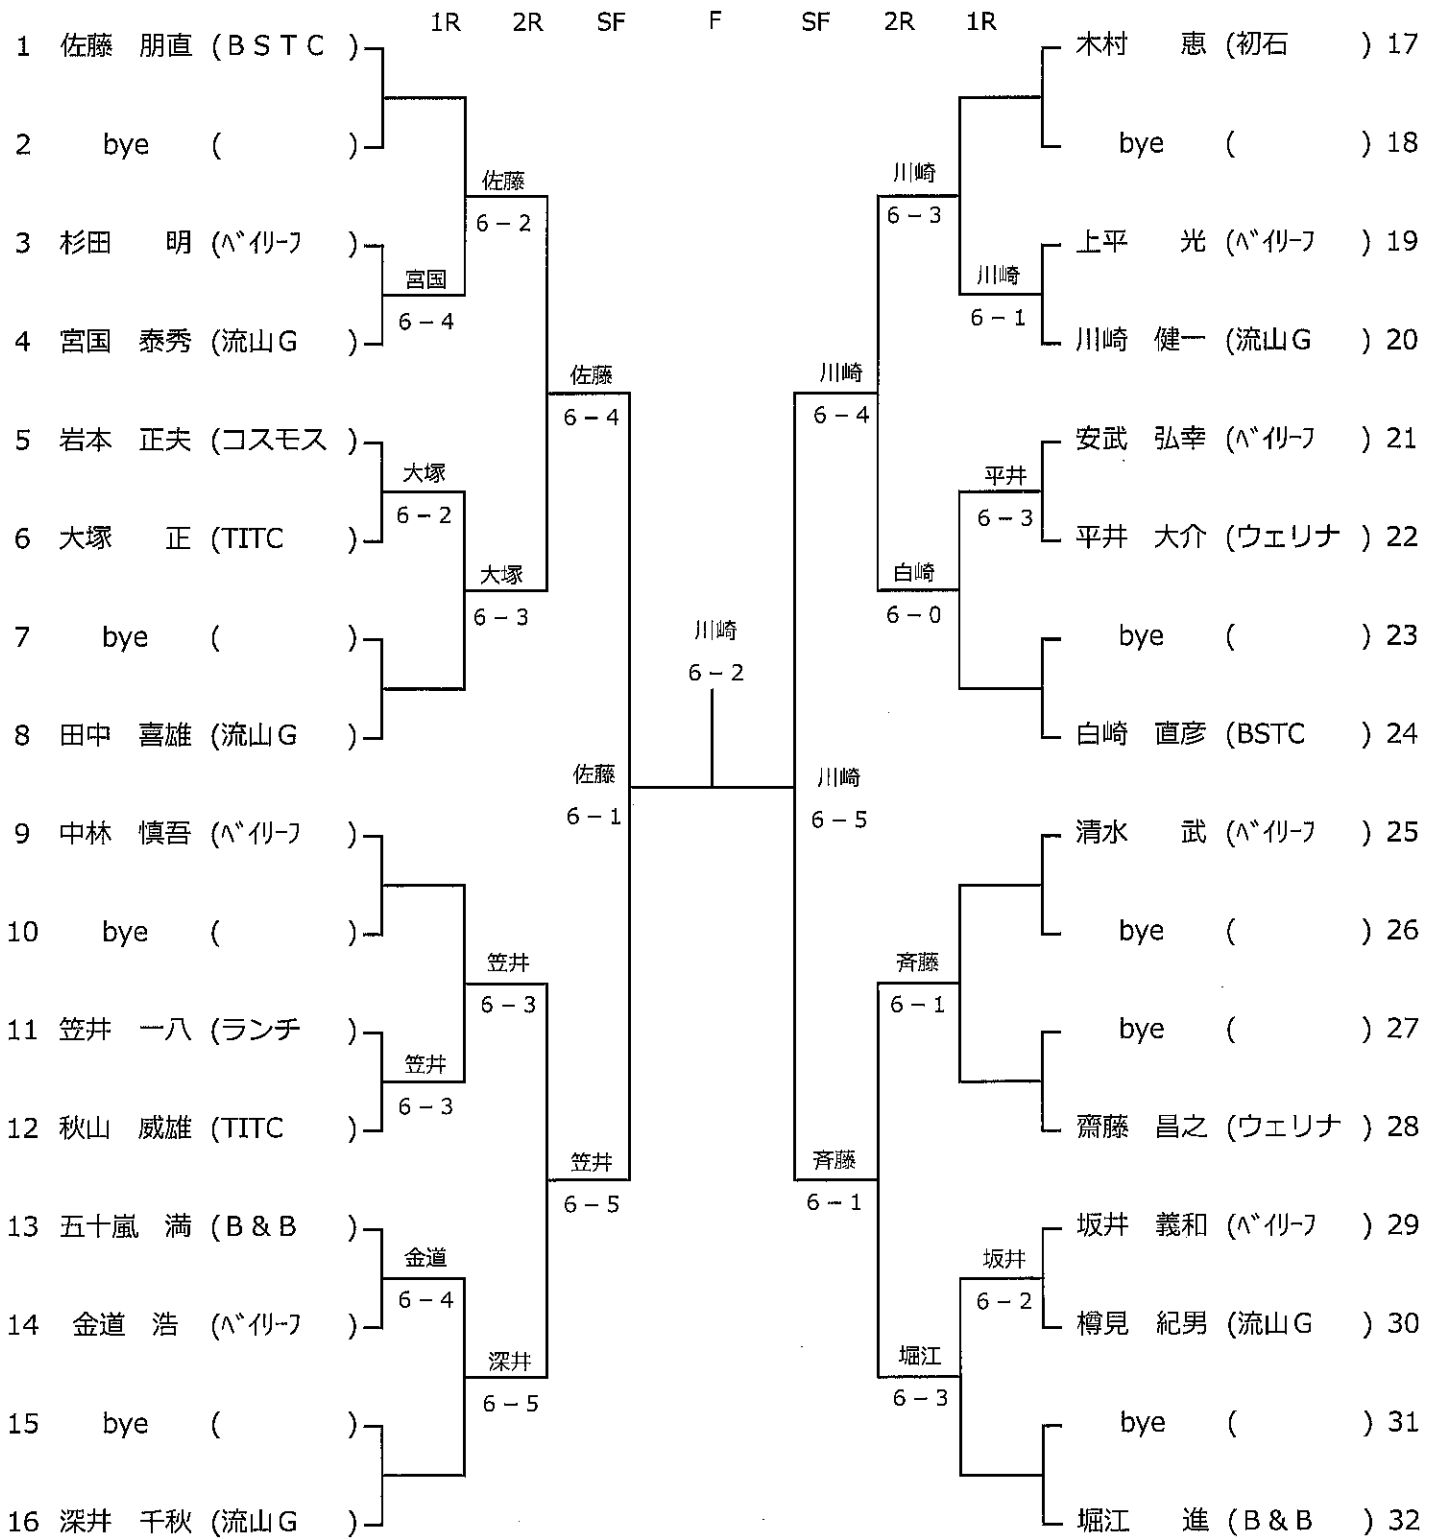 1R 2R SF F SF 2R 1R
1 佐藤 朋直 (ＢＳＴＣ) 木村 恵 (初石 ) 17
2 bye ( ) bye ( ) 18
佐藤 川崎
6－2 6－3
3 杉田 明 (ﾍﾞｲﾘｰﾌ ) 上平 光 (ﾍﾞｲﾘｰﾌ ) 19
宮国 川崎
6－4 6－1
4 宮国 泰秀 (流山Ｇ ) 川崎 健一 (流山Ｇ ) 20
佐藤 川崎
6－4 6－4
5 岩本 正夫 (コスモス ) 安武 弘幸 (ﾍﾞｲﾘｰﾌ ) 21
大塚 平井
6－2 6－3
6 大塚 正 (TITC ) 平井 大介 (ウェリナ ) 22
大塚 白崎
6－3 6－0
7 bye ( ) 川崎 bye ( ) 23
6－2
8 田中 喜雄 (流山Ｇ ) 白崎 直彦 (BSTC ) 24
佐藤 川崎
6－1 6－5
9 中林 慎吾 (ﾍﾞｲﾘｰﾌ ) 清水 武 (ﾍﾞｲﾘｰﾌ ) 25
10 bye ( ) bye ( ) 26
笠井 斉藤
6－3 6－1
11 笠井 一八 (ランチ ) bye ( ) 27
笠井
6－3
12 秋山 威雄 (TITC ) 齋藤 昌之 (ウェリナ ) 28
笠井 斉藤
6－5 6－1
13 五十嵐 満 (Ｂ＆Ｂ ) 坂井 義和 (ﾍﾞｲﾘｰﾌ ) 29
金道 坂井
6－4 6－2
14 金道 浩 (ﾍﾞｲﾘｰﾌ ) 樽見 紀男 (流山Ｇ ) 30
深井 堀江
6－5 6－3
15 bye ( ) bye ( ) 31
16 深井 千秋 (流山Ｇ ) 堀江 進 (Ｂ＆Ｂ ) 32